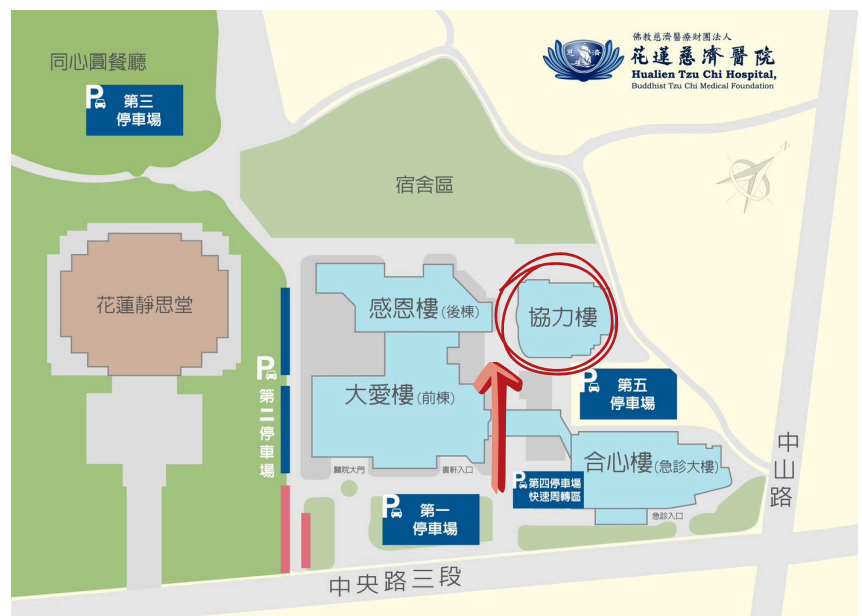 佛教慈濟醫療財團法人
花蓮慈濟醫院
Hualien Tzu Chi Hospital,
Buddhist Tzu Chi Medical Foundation
同心圓餐廳
P 第三
停車場
宿舍區
N
花蓮靜思堂
感恩樓(後棟)
協力樓
P
第二停車場
大愛樓(前棟)
P 第五
停車場
合心樓(急診大樓)
中山路
醫院大門
書軒入口
P 第四停車場
快速周轉區
P 第一
停車場
急診入口
中央路三段